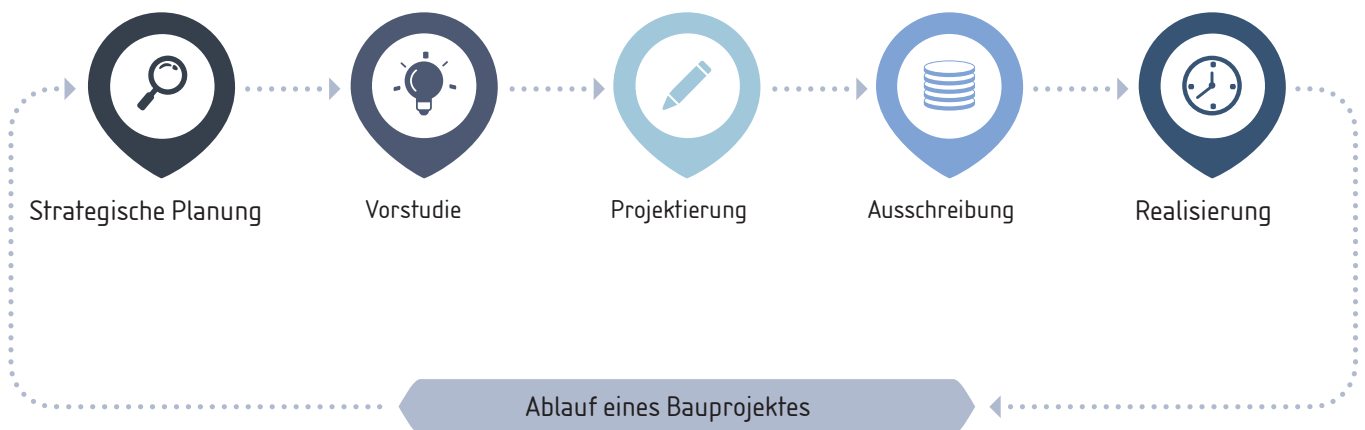 Strategische Planung
Vorstudie
Projektierung
Ausschreibung
Realisierung
Ablauf eines Bauprojektes